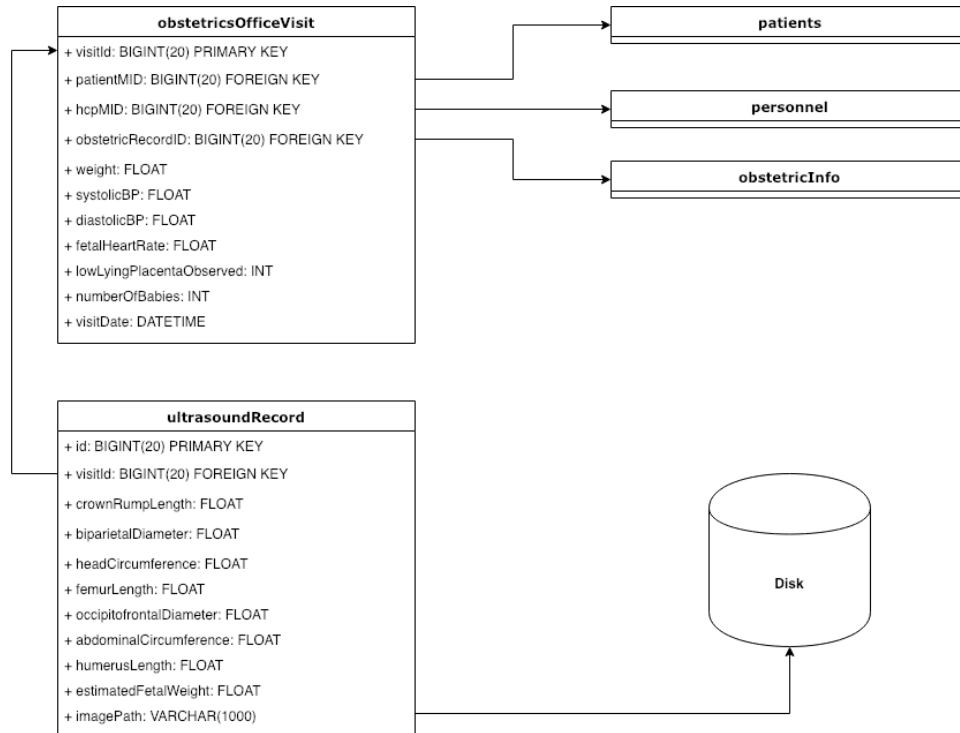 obstetricsOfficeVisit
+ visitId: BIGINT(20) PRIMARY KEY
+ patientMID: BIGINT(20) FOREIGN KEY
+ hcpMID: BIGINT(20) FOREIGN KEY
+ obstetricRecordID: BIGINT(20) FOREIGN KEY
+ weight: FLOAT
+ systolicBP: FLOAT
+ diastolicBP: FLOAT
+ fetalHeartRate: FLOAT
+ lowLyingPlacentaObserved: INT
+ numberOfBabies: INT
+ visitDate: DATETIME
patients
personnel
obstetricInfo
ultrasoundRecord
+ id: BIGINT(20) PRIMARY KEY
+ visitId: BIGINT(20) FOREIGN KEY
+ crownRumpLength: FLOAT
+ biparietalDiameter: FLOAT
+ headCircumference: FLOAT
+ femurLength: FLOAT
+ occipitofrontalDiameter: FLOAT
+ abdominalCircumference: FLOAT
+ humerusLength: FLOAT
+ estimatedFetalWeight: FLOAT
+ imagePath: VARCHAR(1000)
Disk